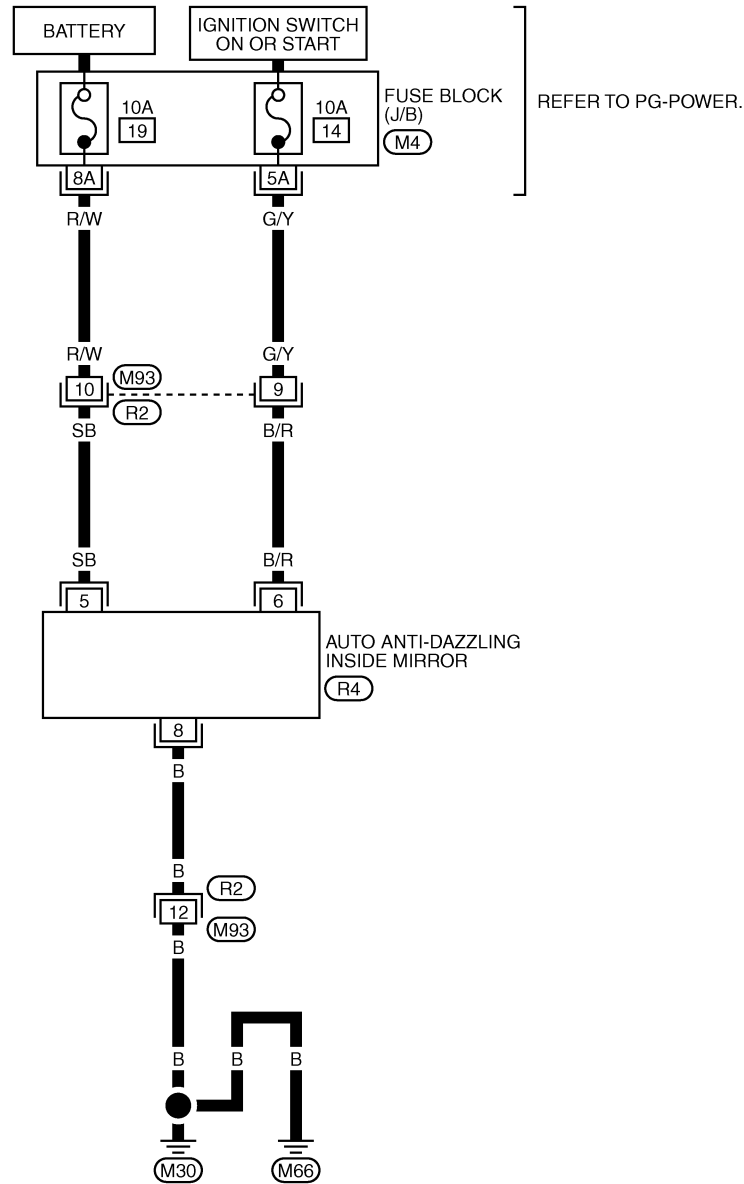 BATTERY
IGNITION SWITCH
ON OR START
10A
19
10A
14
FUSE BLOCK
(J/B)
M4
REFER TO PG-POWER.
8A
5A
R/W
G/Y
R/W
G/Y
10
M93
9
R2
SB
B/R
SB
B/R
5
6
AUTO ANTI-DAZZLING
INSIDE MIRROR
R4
8
B
B
R2
12
M93
B
B
B
B
M30
M66